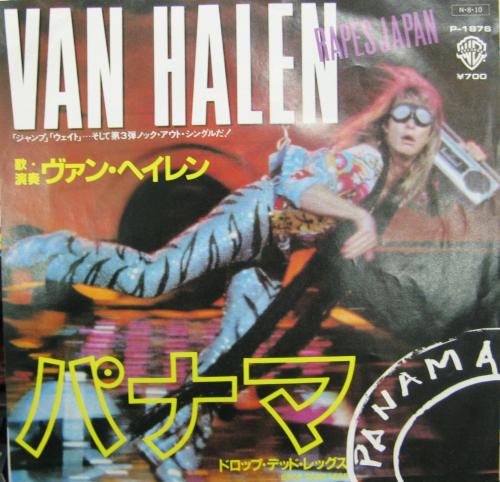 VAN HALEN
RAPES JAPAN
N·8·10
P-1876
¥700
「ジャンプ」「ウェイト」…そして第3弾ノック・アウト・シングルだ!
歌・演奏 ヴァン・ヘイレン
パナマ
PANAMA
ドロップ・デッド・レッグス